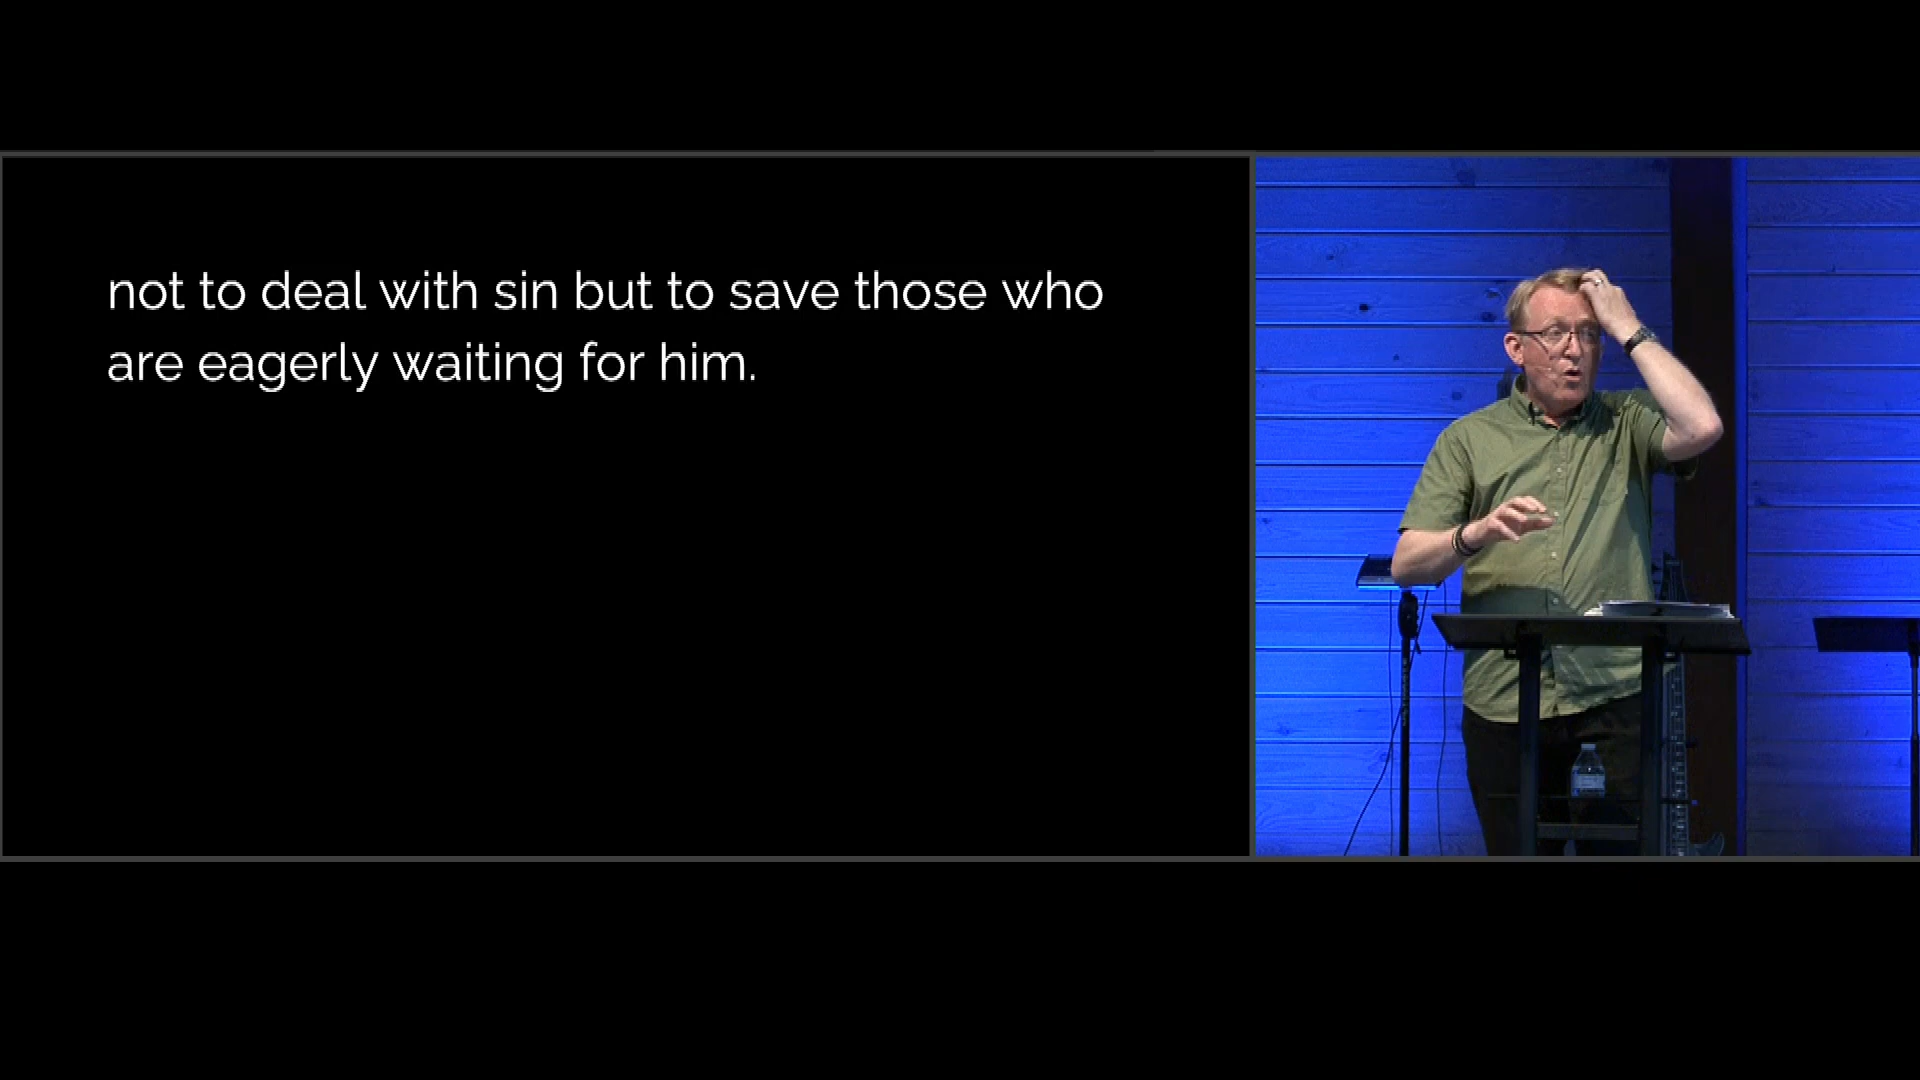 not to deal with sin but to save those who
are eagerly waiting for him.